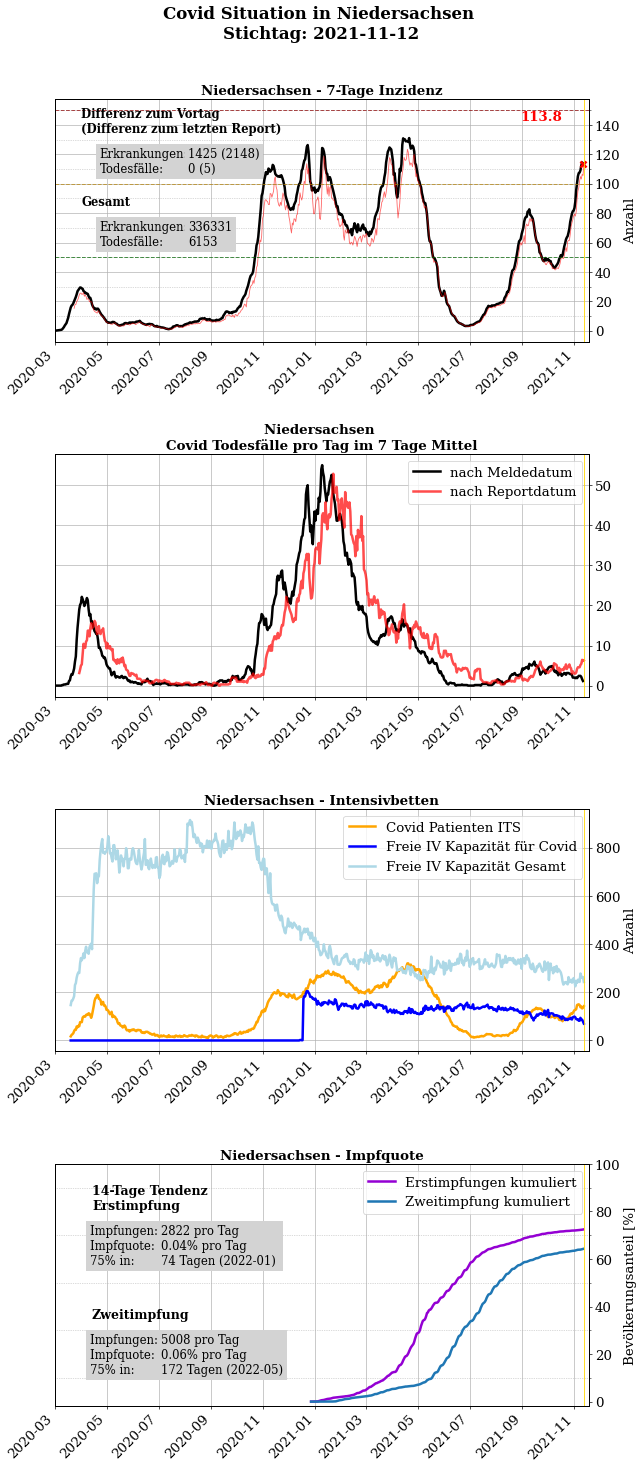 Covid Situation in Niedersachsen
Stichtag: 2021-11-12
Niedersachsen - 7-Tage Inzidenz
Differenz zum Vortag
(Differenz zum letzten Report)
Erkrankungen 1425 (2148)
Todesfälle: 0 (5)
Gesamt
Erkrankungen 336331
Todesfälle: 6153
113.8
140
120
100
80
60
40
20
0
Anzahl
2020-03
2020-05
2020-07
2020-09
2020-11
2021-01
2021-03
2021-05
2021-07
2021-09
2021-11
Niedersachsen
Covid Todesfälle pro Tag im 7 Tage Mittel
nach Meldedatum
nach Reportdatum
50
40
30
20
10
0
2020-03
2020-05
2020-07
2020-09
2020-11
2021-01
2021-03
2021-05
2021-07
2021-09
2021-11
Niedersachsen - Intensivbetten
Covid Patienten ITS
Freie IV Kapazität für Covid
Freie IV Kapazität Gesamt
800
600
400
200
0
Anzahl
2020-03
2020-05
2020-07
2020-09
2020-11
2021-01
2021-03
2021-05
2021-07
2021-09
2021-11
Niedersachsen - Impfquote
14-Tage Tendenz
Erstimpfung
Impfungen: 2822 pro Tag
Impfquote: 0.04% pro Tag
75% in: 74 Tagen (2022-01)
Zweitimpfung
Impfungen: 5008 pro Tag
Impfquote: 0.06% pro Tag
75% in: 172 Tagen (2022-05)
Erstimpfungen kumuliert
Zweitimpfung kumuliert
100
80
60
40
20
0
Bevölkerungsanteil [%]
2020-03
2020-05
2020-07
2020-09
2020-11
2021-01
2021-03
2021-05
2021-07
2021-09
2021-11